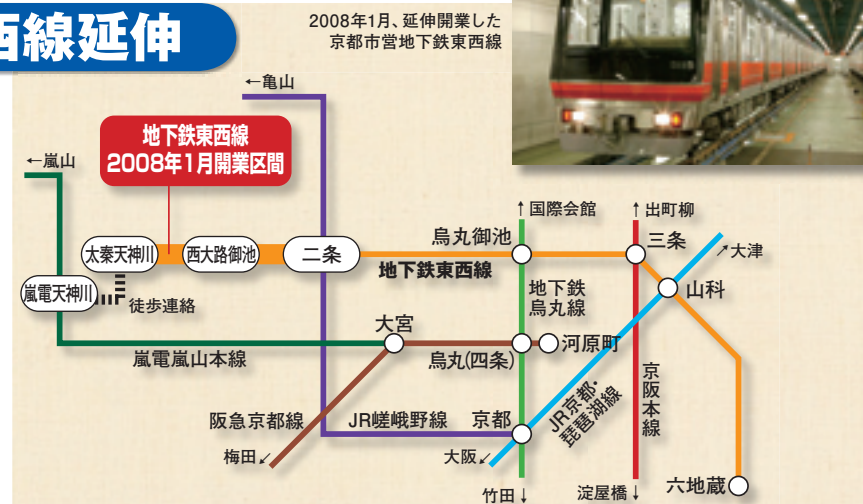 西線延伸
2008年1月、延伸開業した
京都市営地下鉄東西線
←亀山
地下鉄東西線
2008年1月開業区間
←嵐山
↑国際会館
↑出町柳
烏丸御池
三条
↗大津
太秦天神川
西大路御池
二条
地下鉄東西線
嵐電天神川
徒歩連絡
地下鉄
烏丸線
山科
大宮
嵐電嵐山本線
烏丸(四条)
河原町
阪急京都線
JR嵯峨野線
京都
JR京都・
琵琶湖線
京阪本線
梅田↙
大阪↙
竹田↓
淀屋橋↓
六地蔵